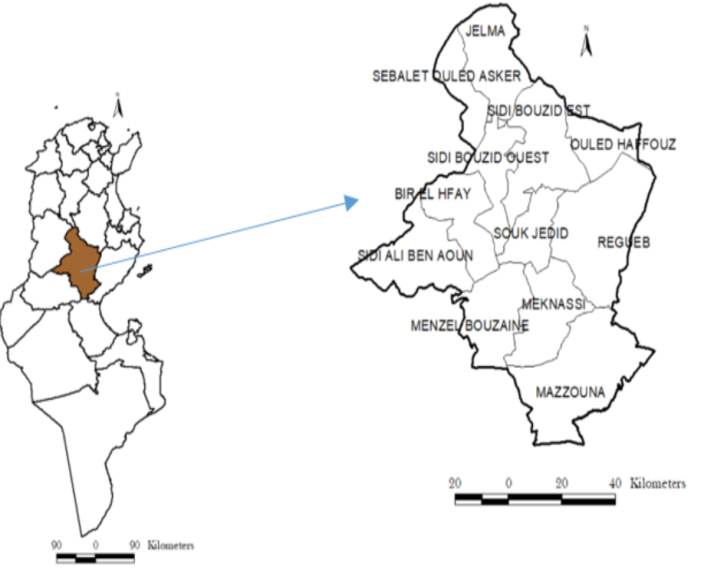 N
JELMA
SEBALET OULED ASKER
SIDI BOUZID EST
OULED HAFFOUZ
SIDI BOUZID OUEST
BIR EL HFAY
SOUK JEDID
REGUEB
SIDI ALI BEN AOUN
MEKNASSI
MENZEL BOUZAINE
MAZZOUNA
20 0 20 40 Kilometers
N
90 0 90 Kilometers